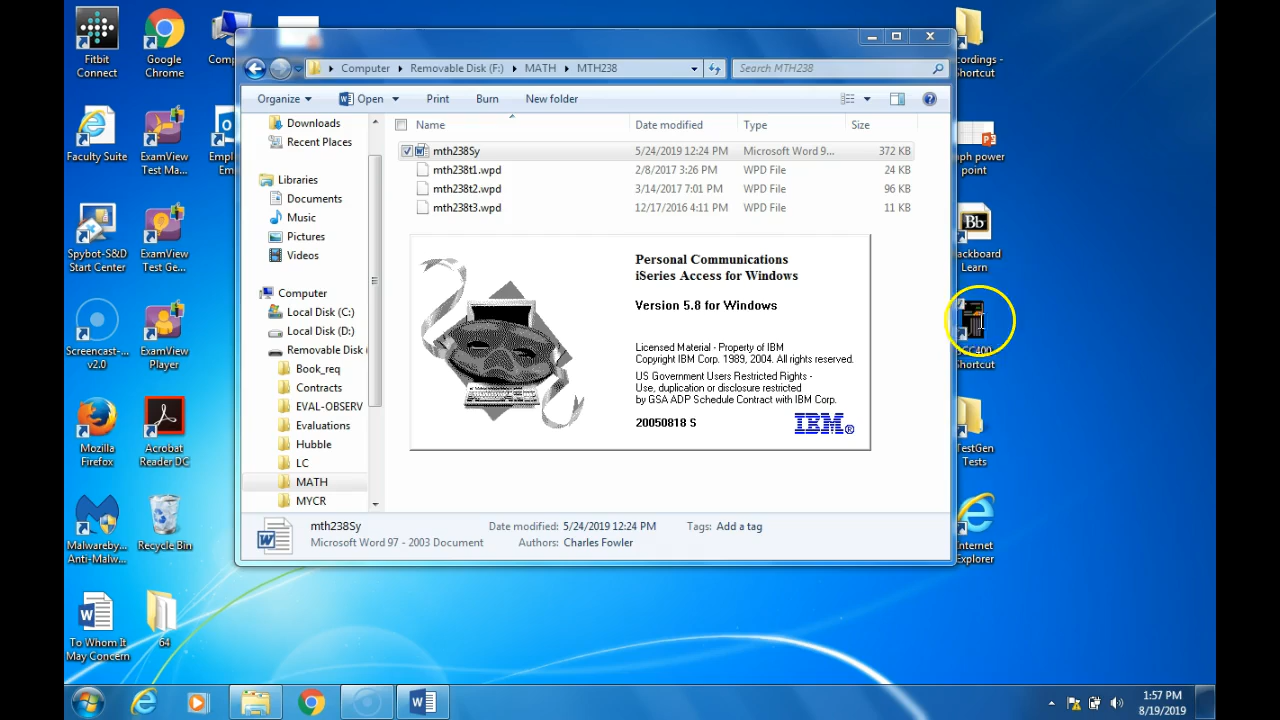 Fitbit
Connect
Google
Chrome
Comp
Computer
Removable Disk (F:)
MATH
MTH238
Search MTH238
cordings -
Shortcut
Organize
Open
Print
Burn
New folder
Downloads
Recent Places
Libraries
Documents
Music
Pictures
Videos
Computer
Local Disk (C:)
Local Disk (D:)
Removable Disk (
Book_req
Contracts
EVAL-OBSERV
Evaluations
Hubble
LC
MATH
MYCR
Name
Date modified
Type
Size
mth238Sy 5/24/2019 12:24 PM Microsoft Word 9... 372 KB
mth238t1.wpd 2/8/2017 3:26 PM WPD File 24 KB
mth238t2.wpd 3/14/2017 7:01 PM WPD File 96 KB
mth238t3.wpd 12/17/2016 4:11 PM WPD File 11 KB
Personal Communications
iSeries Access for Windows
Version 5.8 for Windows
Licensed Material - Property of IBM
Copyright IBM Corp. 1989, 2004. All rights reserved.
US Government Users Restricted Rights -
Use, duplication or disclosure restricted
by GSA ADP Schedule Contract with IBM Corp.
20050818 S
IBM®
mth238Sy
Microsoft Word 97 - 2003 Document
Date modified: 5/24/2019 12:24 PM
Authors: Charles Fowler
Tags: Add a tag
Faculty Suite
ExamView
Test Ma...
Empl
Spybot-S&D
Start Center
ExamView
Test Ge...
Screencast-...
v2.0
ExamView
Player
Mozilla
Firefox
Acrobat
Reader DC
Malwareby...
Anti-Malw...
Recycle Bin
To Whom It
May Concern
64
ph power
point
Bb
ackboard
Learn
Shortcut
TestGen
Tests
nternet
Explorer
1:57 PM
8/19/2019